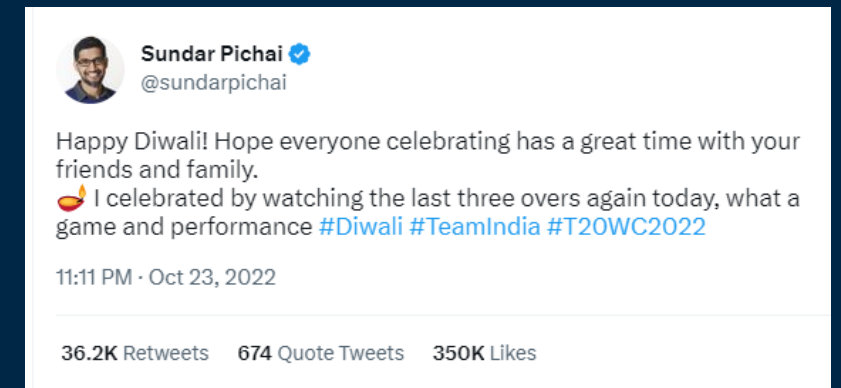 Sundar Pichai
@sundarpichai
Happy Diwali! Hope everyone celebrating has a great time with your
friends and family.
🪔 I celebrated by watching the last three overs again today, what a
game and performance #Diwali #TeamIndia #T20WC2022
11:11 PM · Oct 23, 2022
36.2K Retweets 674 Quote Tweets 350K Likes